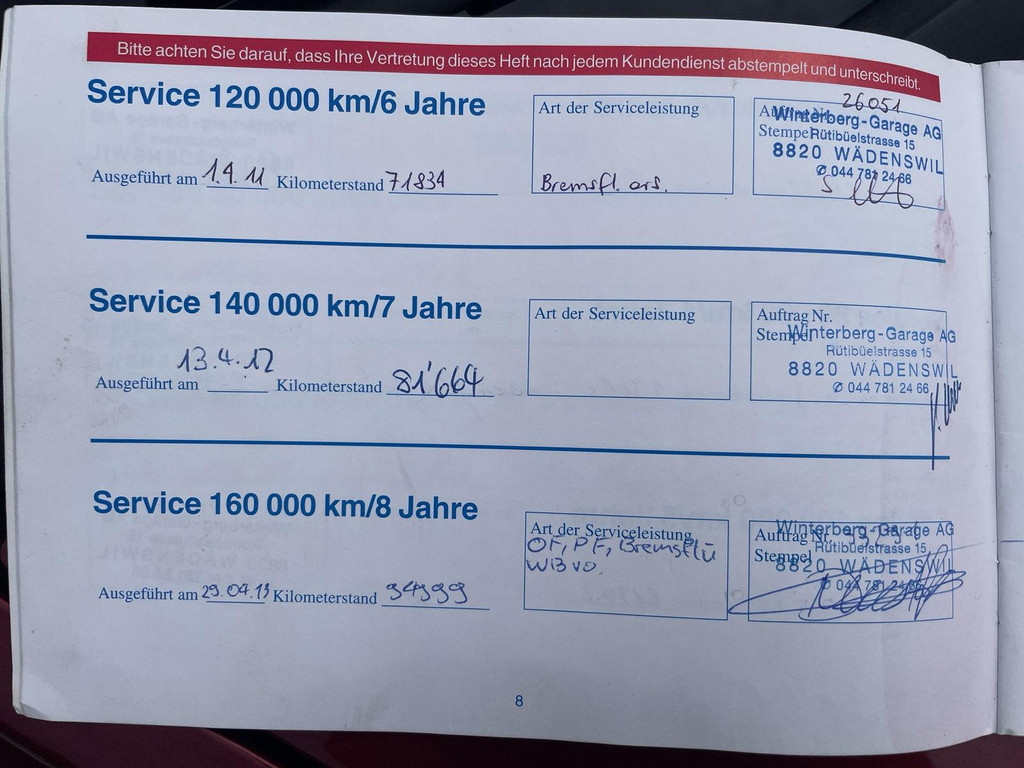 Bitte achten Sie darauf, dass Ihre Vertretung dieses Heft nach jedem Kundendienst abstempelt und unterschreibt.
Service 120 000 km/6 Jahre
Ausgeführt am 1.4.11 Kilometerstand 71834
Art der Serviceleistung
Bremsfl. ers.
Auftrag Nr. 26051
Stempel
Winterberg-Garage AG
Rütibüelstrasse 15
8820 WÄDENSWIL
✆ 044 781 24 66
Service 140 000 km/7 Jahre
Ausgeführt am 13.4.12 Kilometerstand 81'664
Art der Serviceleistung
Auftrag Nr.
Stempel
Winterberg-Garage AG
Rütibüelstrasse 15
8820 WÄDENSWIL
✆ 044 781 24 66
Service 160 000 km/8 Jahre
Ausgeführt am 29.04.13 Kilometerstand 94999
Art der Serviceleistung
OF, PF, Bremsflü
WBVO.
Auftrag Nr.
Stempel
Winterberg-Garage AG
Rütibüelstrasse 15
8820 WÄDENSWIL
✆ 044 781 24 66
8